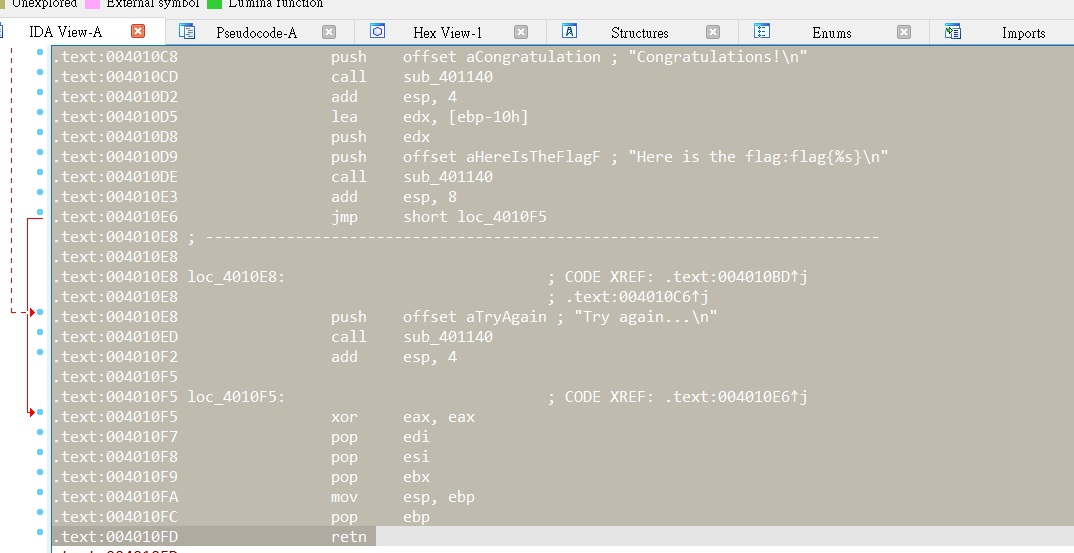 Unexplored External symbol Lumina function
IDA View-A Pseudocode-A Hex View-1 Structures Enums Imports
.text:004010C8 push offset aCongratulation ; "Congratulations!\n"
.text:004010CD call sub_401140
.text:004010D2 add esp, 4
.text:004010D5 lea edx, [ebp-10h]
.text:004010D8 push edx
.text:004010D9 push offset aHereIsTheFlagF ; "Here is the flag:flag{%s}\n"
.text:004010DE call sub_401140
.text:004010E3 add esp, 8
.text:004010E6 jmp short loc_4010F5
.text:004010E8 ; ---------------------------------------------------------------------------
.text:004010E8
.text:004010E8 loc_4010E8: ; CODE XREF: .text:004010BD↑j
.text:004010E8 ; .text:004010C6↑j
.text:004010E8 push offset aTryAgain ; "Try again...\n"
.text:004010ED call sub_401140
.text:004010F2 add esp, 4
.text:004010F5
.text:004010F5 loc_4010F5: ; CODE XREF: .text:004010E6↑j
.text:004010F5 xor eax, eax
.text:004010F7 pop edi
.text:004010F8 pop esi
.text:004010F9 pop ebx
.text:004010FA mov esp, ebp
.text:004010FC pop ebp
.text:004010FD retn